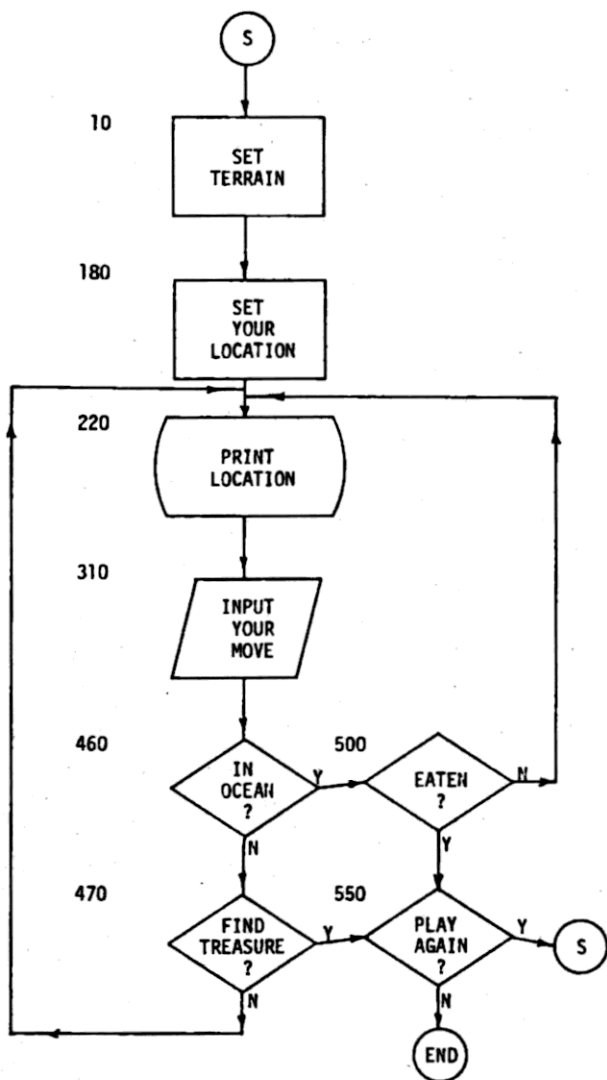 S
10
SET
TERRAIN
180
SET
YOUR
LOCATION
220
PRINT
LOCATION
310
INPUT
YOUR
MOVE
460
IN
OCEAN
?
Y
N
500
EATEN
?
N
Y
470
FIND
TREASURE
?
Y
N
550
PLAY
AGAIN
?
Y
N
S
END